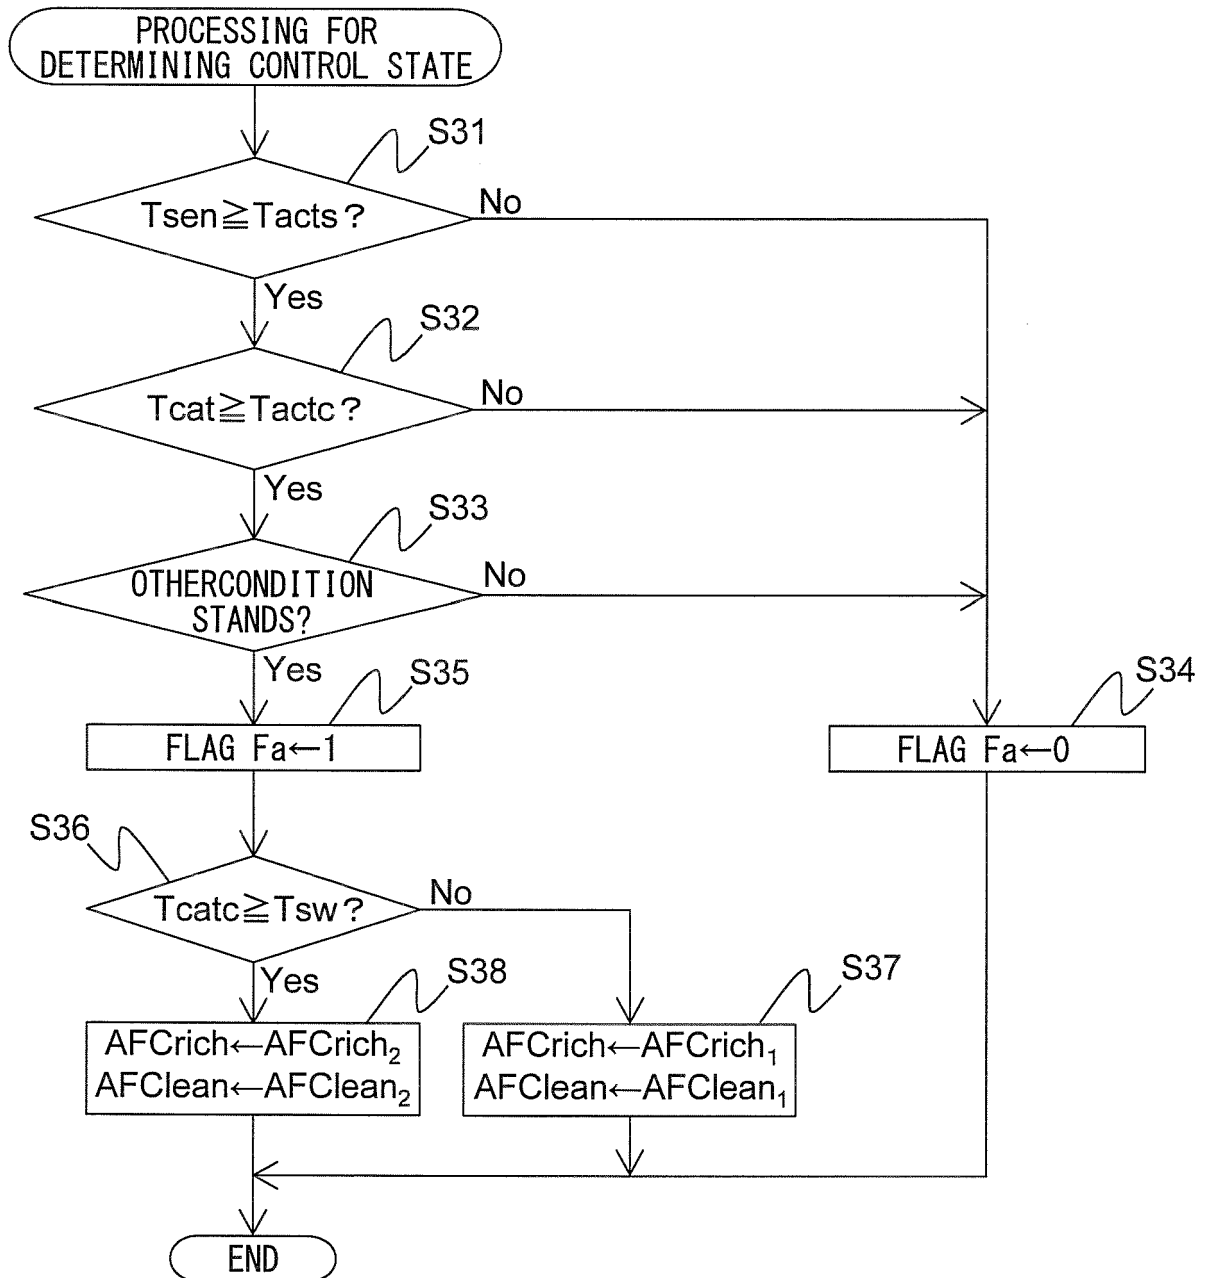 PROCESSING FOR
DETERMINING CONTROL STATE
S31
Tsen≧Tacts?
No
Yes
S32
Tcat≧Tactc?
No
Yes
S33
OTHERCONDITION
STANDS?
No
Yes
S35
FLAG Fa←1
S34
FLAG Fa←0
S36
Tcatc≧Tsw?
No
Yes
S38
AFCrich←AFCrich₂
AFClean←AFClean₂
S37
AFCrich←AFCrich₁
AFClean←AFClean₁
END